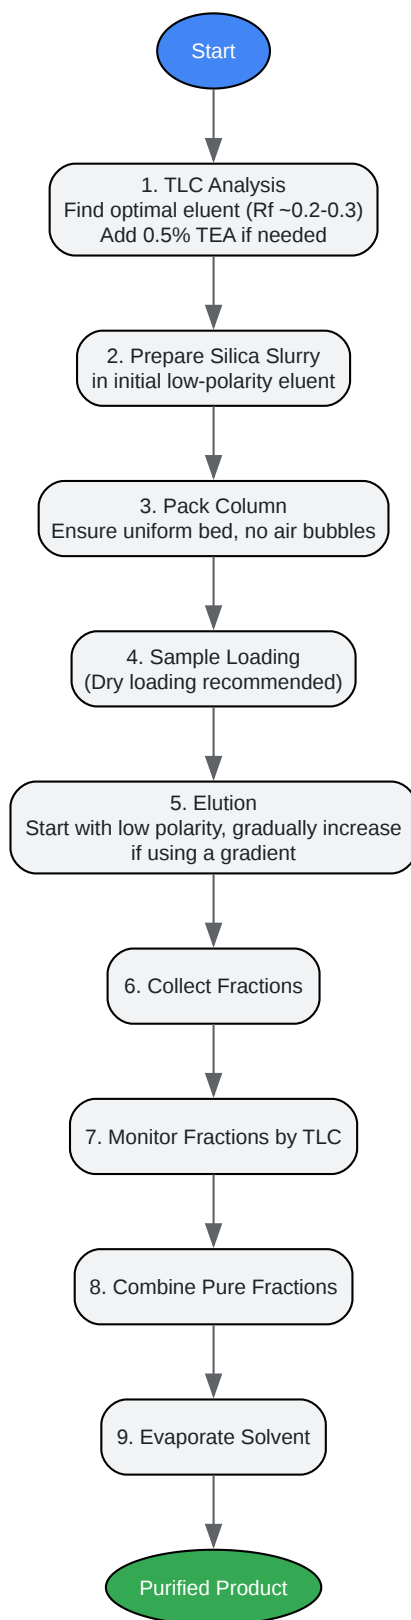 Start
1. TLC Analysis
Find optimal eluent (Rf ~0.2-0.3)
Add 0.5% TEA if needed
2. Prepare Silica Slurry
in initial low-polarity eluent
3. Pack Column
Ensure uniform bed, no air bubbles
4. Sample Loading
(Dry loading recommended)
5. Elution
Start with low polarity, gradually increase
if using a gradient
6. Collect Fractions
7. Monitor Fractions by TLC
8. Combine Pure Fractions
9. Evaporate Solvent
Purified Product